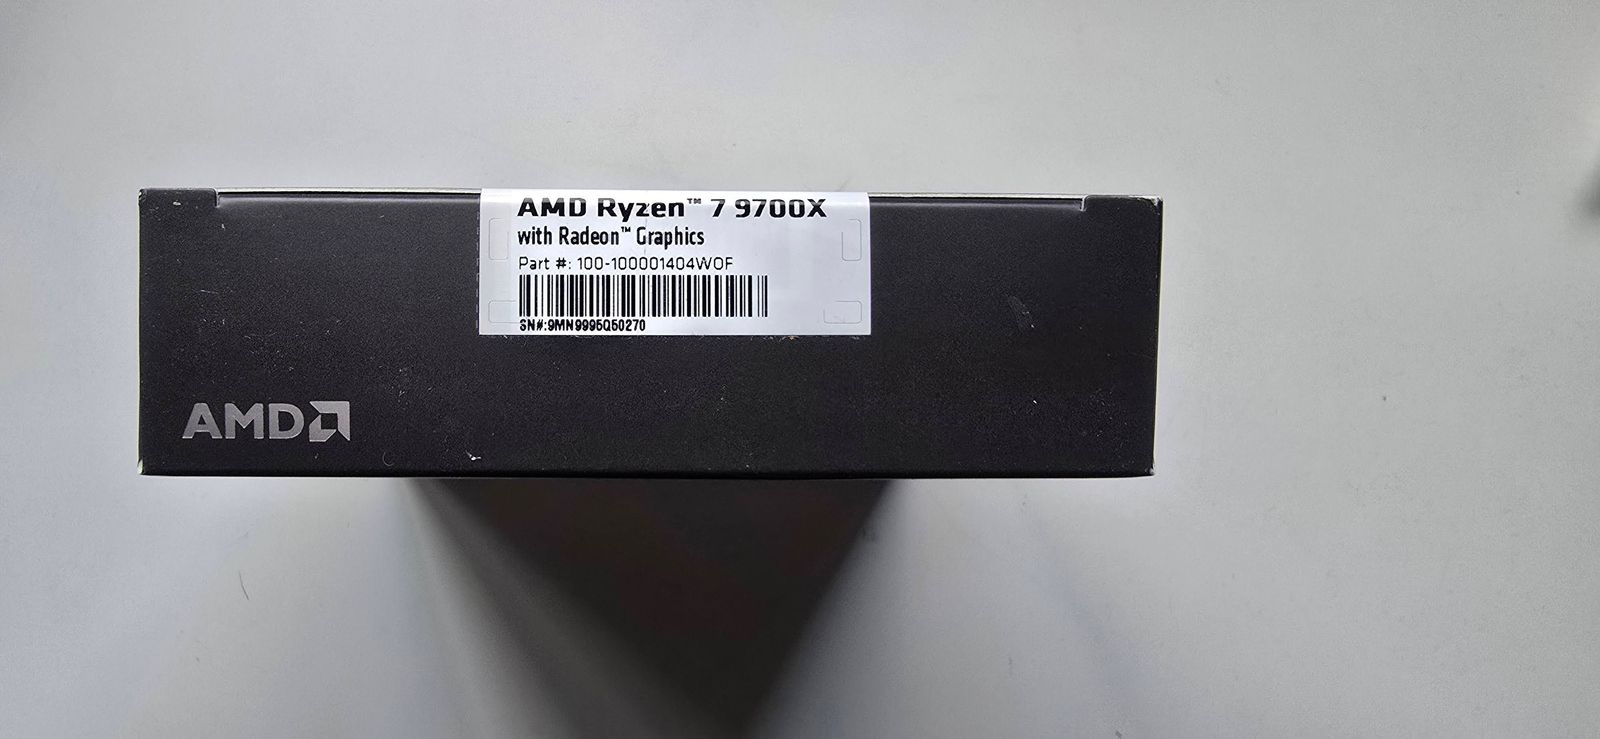 AMD Ryzen™ 7 9700X
with Radeon™ Graphics
Part #: 100-100001404WOF
SN#:9MN9995Q50270
AMD